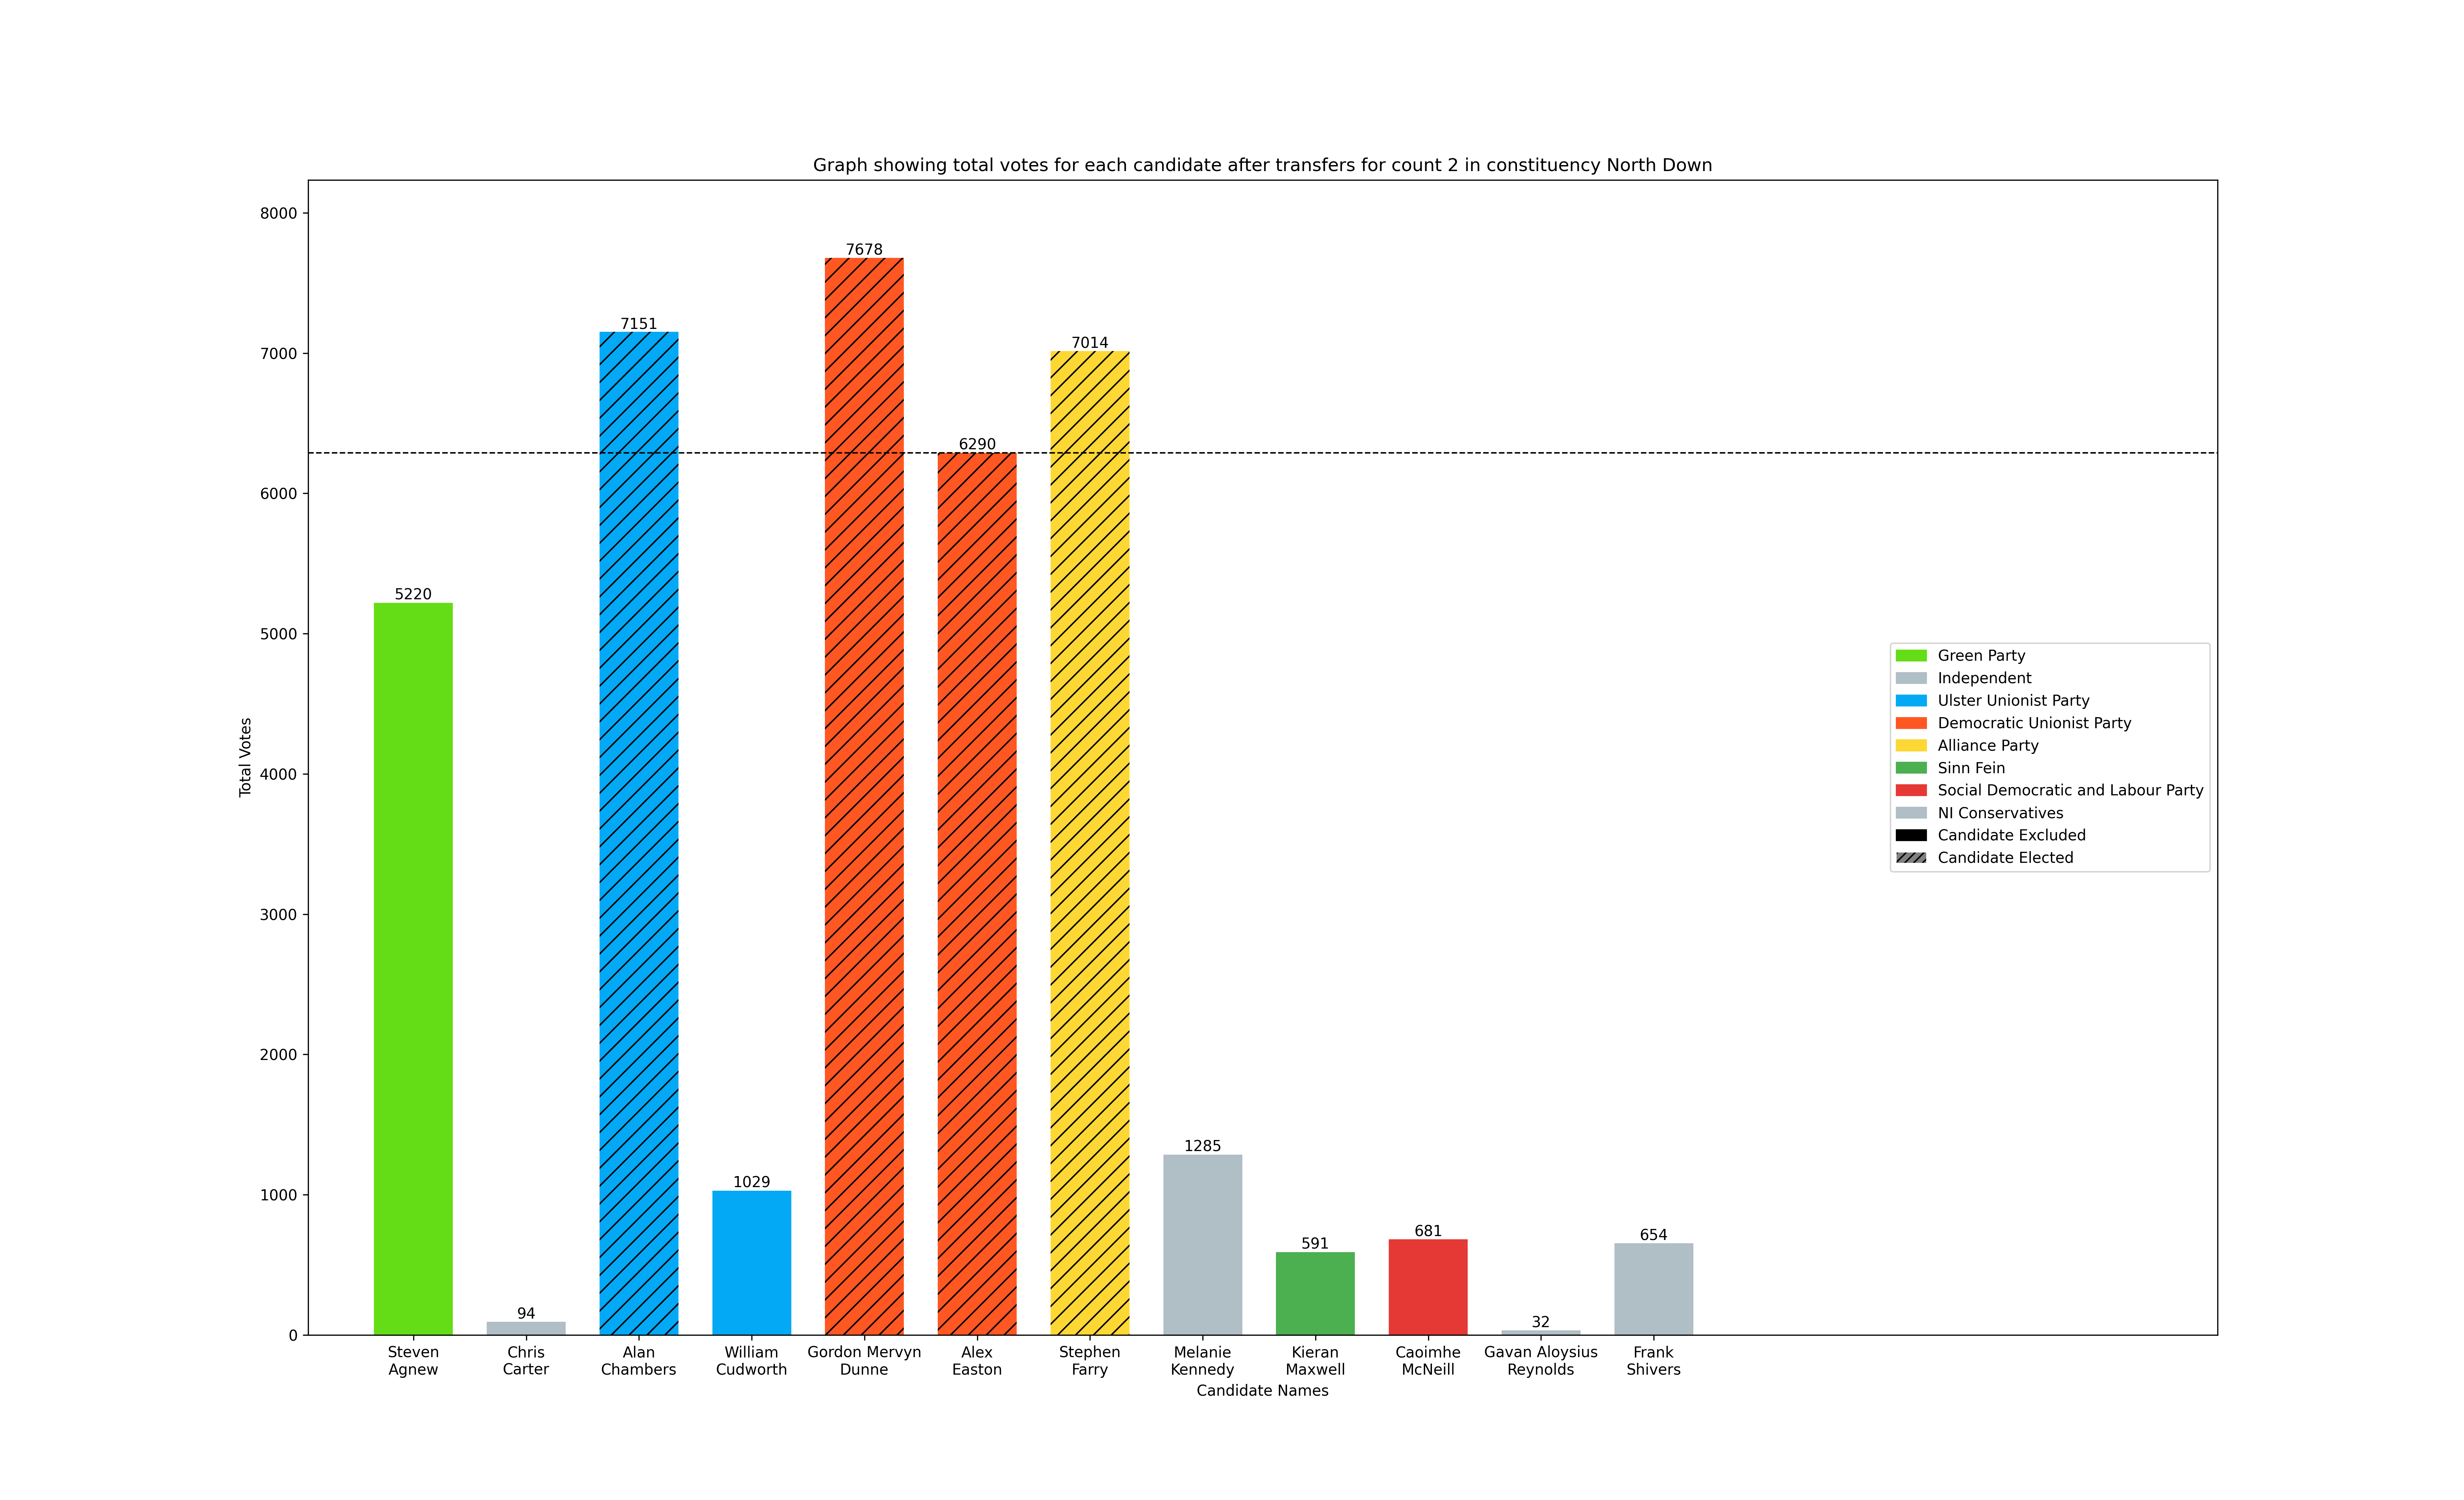 Graph showing total votes for each candidate after transfers for count 2 in constituency North Down
8000
7000
6000
5000
4000
3000
2000
1000
0
Total Votes
5220
94
7151
1029
7678
6290
7014
1285
591
681
32
654
Steven
Agnew
Chris
Carter
Alan
Chambers
William
Cudworth
Gordon Mervyn
Dunne
Alex
Easton
Stephen
Farry
Melanie
Kennedy
Kieran
Maxwell
Caoimhe
McNeill
Gavan Aloysius
Reynolds
Frank
Shivers
Candidate Names
Green Party
Independent
Ulster Unionist Party
Democratic Unionist Party
Alliance Party
Sinn Fein
Social Democratic and Labour Party
NI Conservatives
Candidate Excluded
Candidate Elected